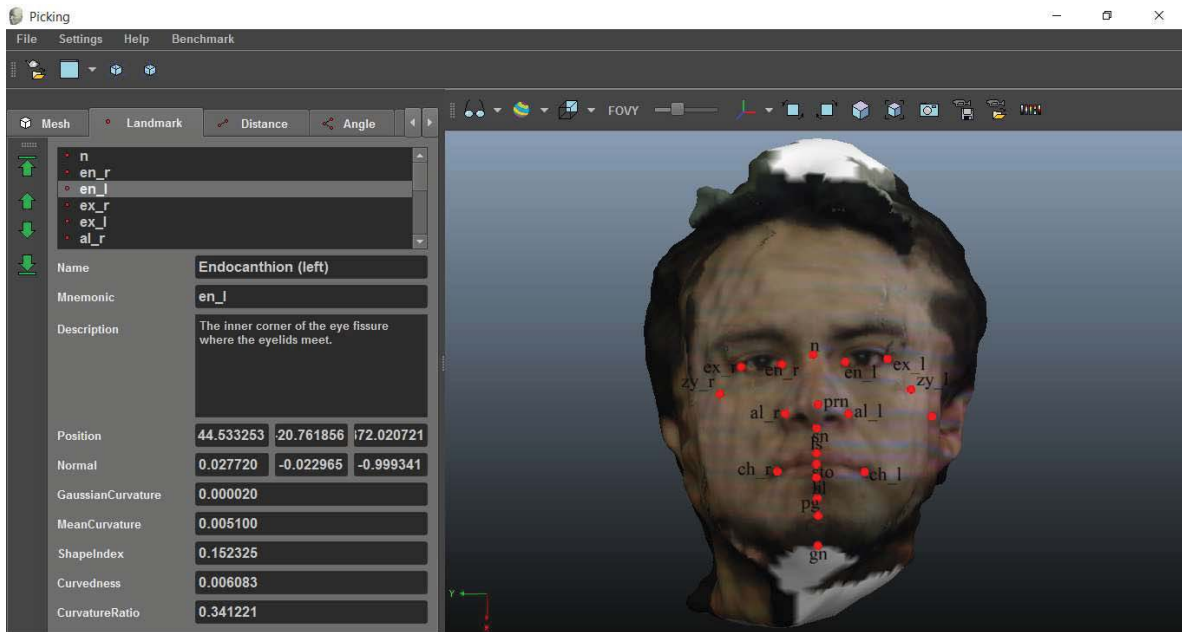 Picking
File Settings Help Benchmark
FOVY
Mesh Landmark Distance Angle
n
en_r
en_l
ex_r
ex_l
al_r
Name Endocanthion (left)
Mnemonic en_l
Description The inner corner of the eye fissure
where the eyelids meet.
Position 44.533253 20.761856 72.020721
Normal 0.027720 -0.022965 -0.999341
GaussianCurvature 0.000020
MeanCurvature 0.005100
ShapeIndex 0.152325
Curvedness 0.006083
CurvatureRatio 0.341221
n
ex_r en_r en_l ex_l
zy_r zy_l
prn
al_r al_l
sn
ls
ch_r sto ch_l
pg
gn
Y